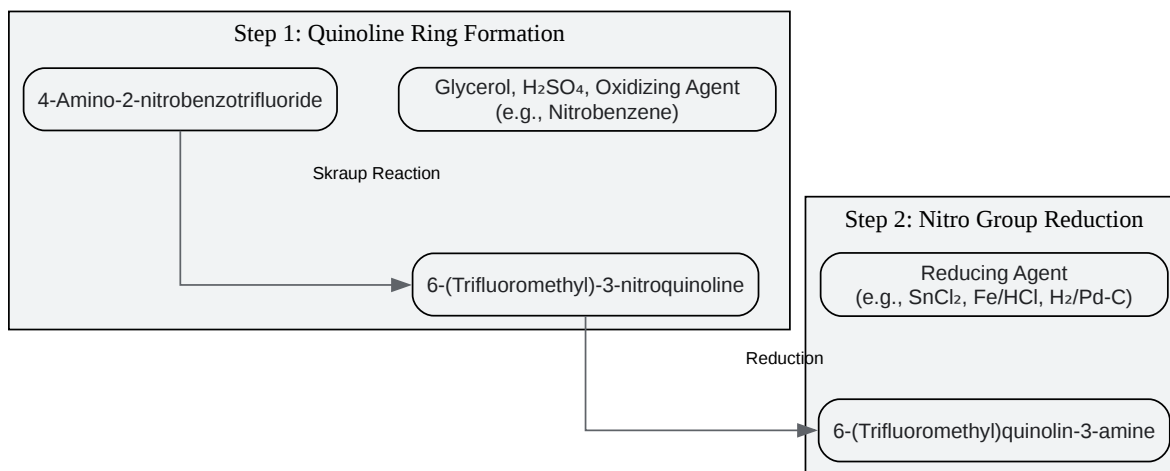 Step 1: Quinoline Ring Formation
4-Amino-2-nitrobenzotrifluoride
Glycerol, H₂SO₄, Oxidizing Agent
(e.g., Nitrobenzene)
Skraup Reaction
6-(Trifluoromethyl)-3-nitroquinoline
Step 2: Nitro Group Reduction
Reducing Agent
(e.g., SnCl₂, Fe/HCl, H₂/Pd-C)
Reduction
6-(Trifluoromethyl)quinolin-3-amine